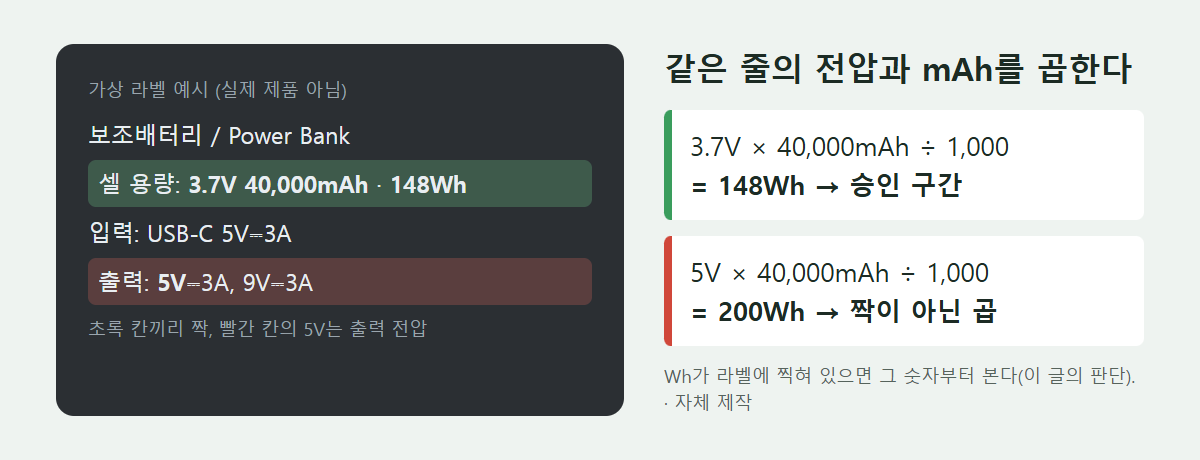 가상 라벨 예시 (실제 제품 아님)
보조배터리 / Power Bank
셀 용량: 3.7V 40,000mAh · 148Wh
입력: USB-C 5V⎓3A
출력: 5V⎓3A, 9V⎓3A
초록 칸끼리 짝, 빨간 칸의 5V는 출력 전압
같은 줄의 전압과 mAh를 곱한다
3.7V × 40,000mAh ÷ 1,000
= 148Wh → 승인 구간
5V × 40,000mAh ÷ 1,000
= 200Wh → 짝이 아닌 곱
Wh가 라벨에 찍혀 있으면 그 숫자부터 본다(이 글의 판단).
· 자체 제작